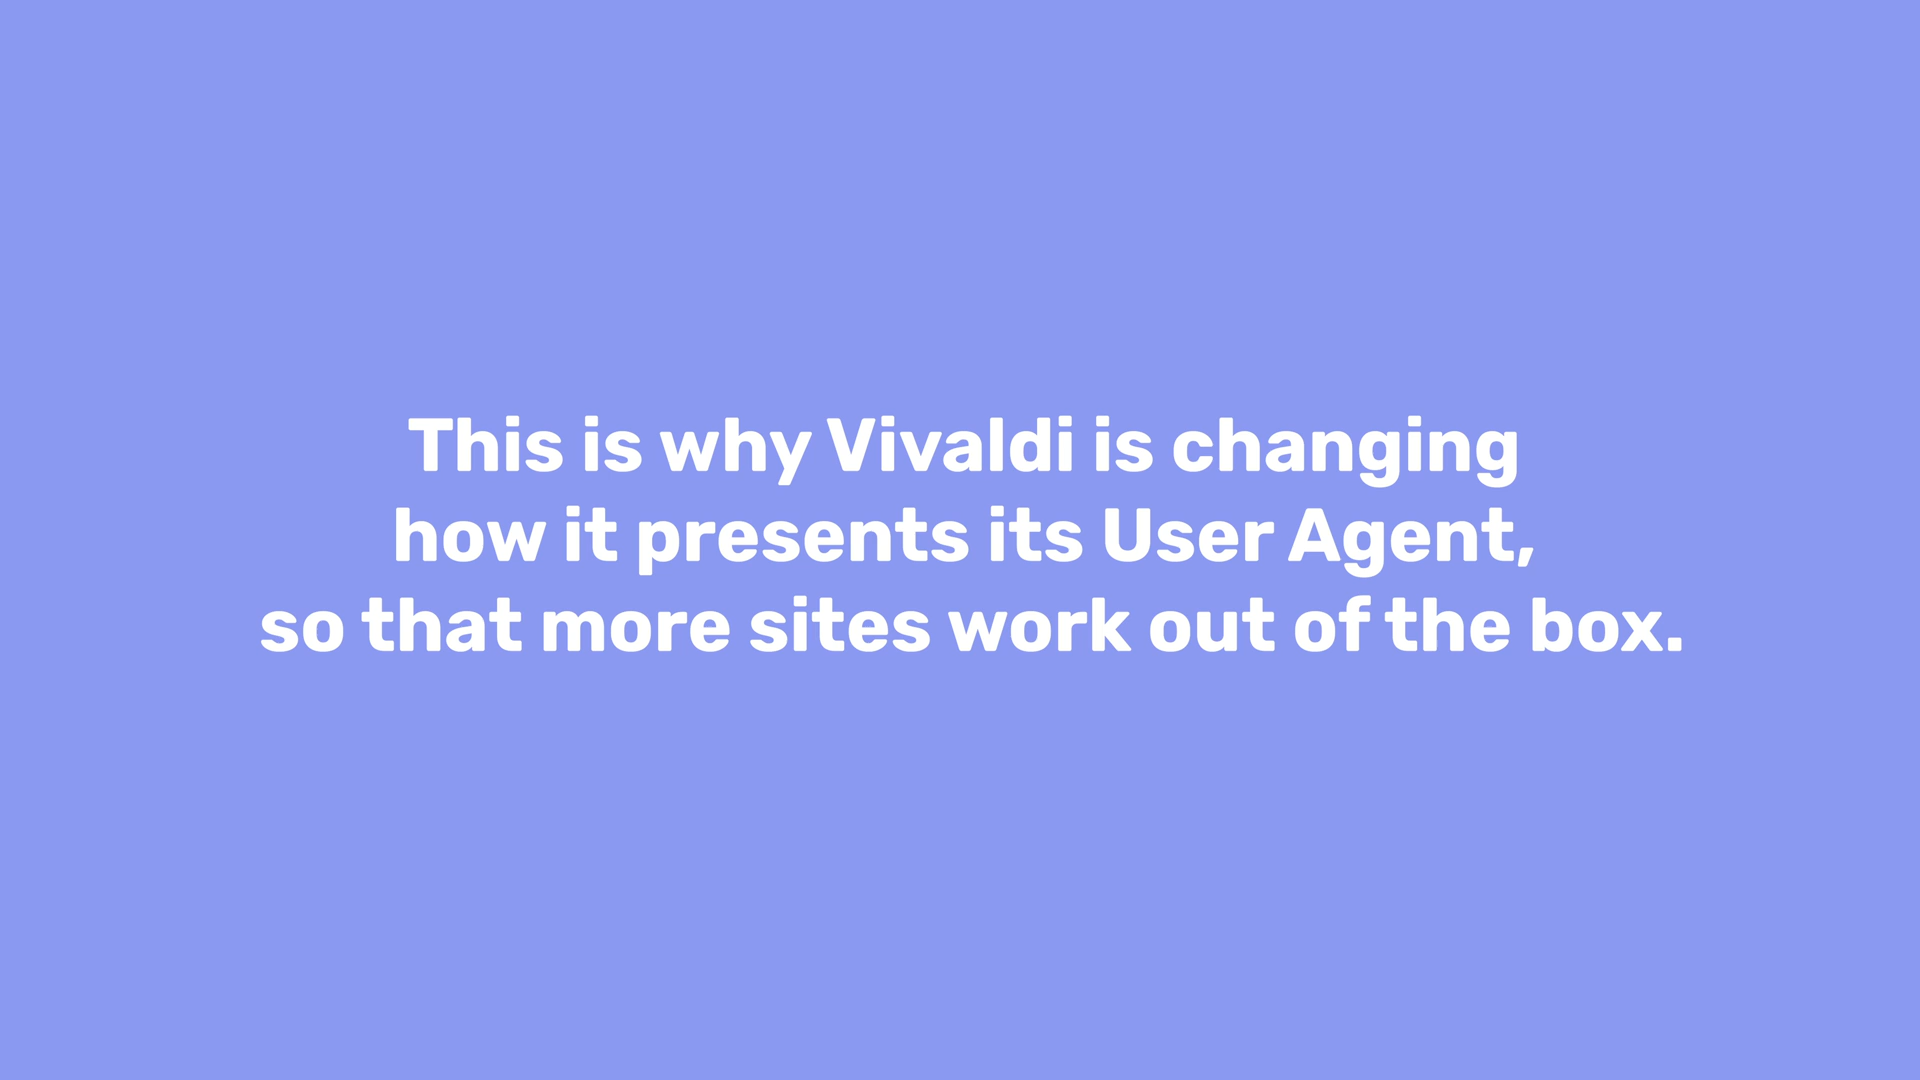 This is why Vivaldi is changing
how it presents its User Agent,
so that more sites work out of the box.